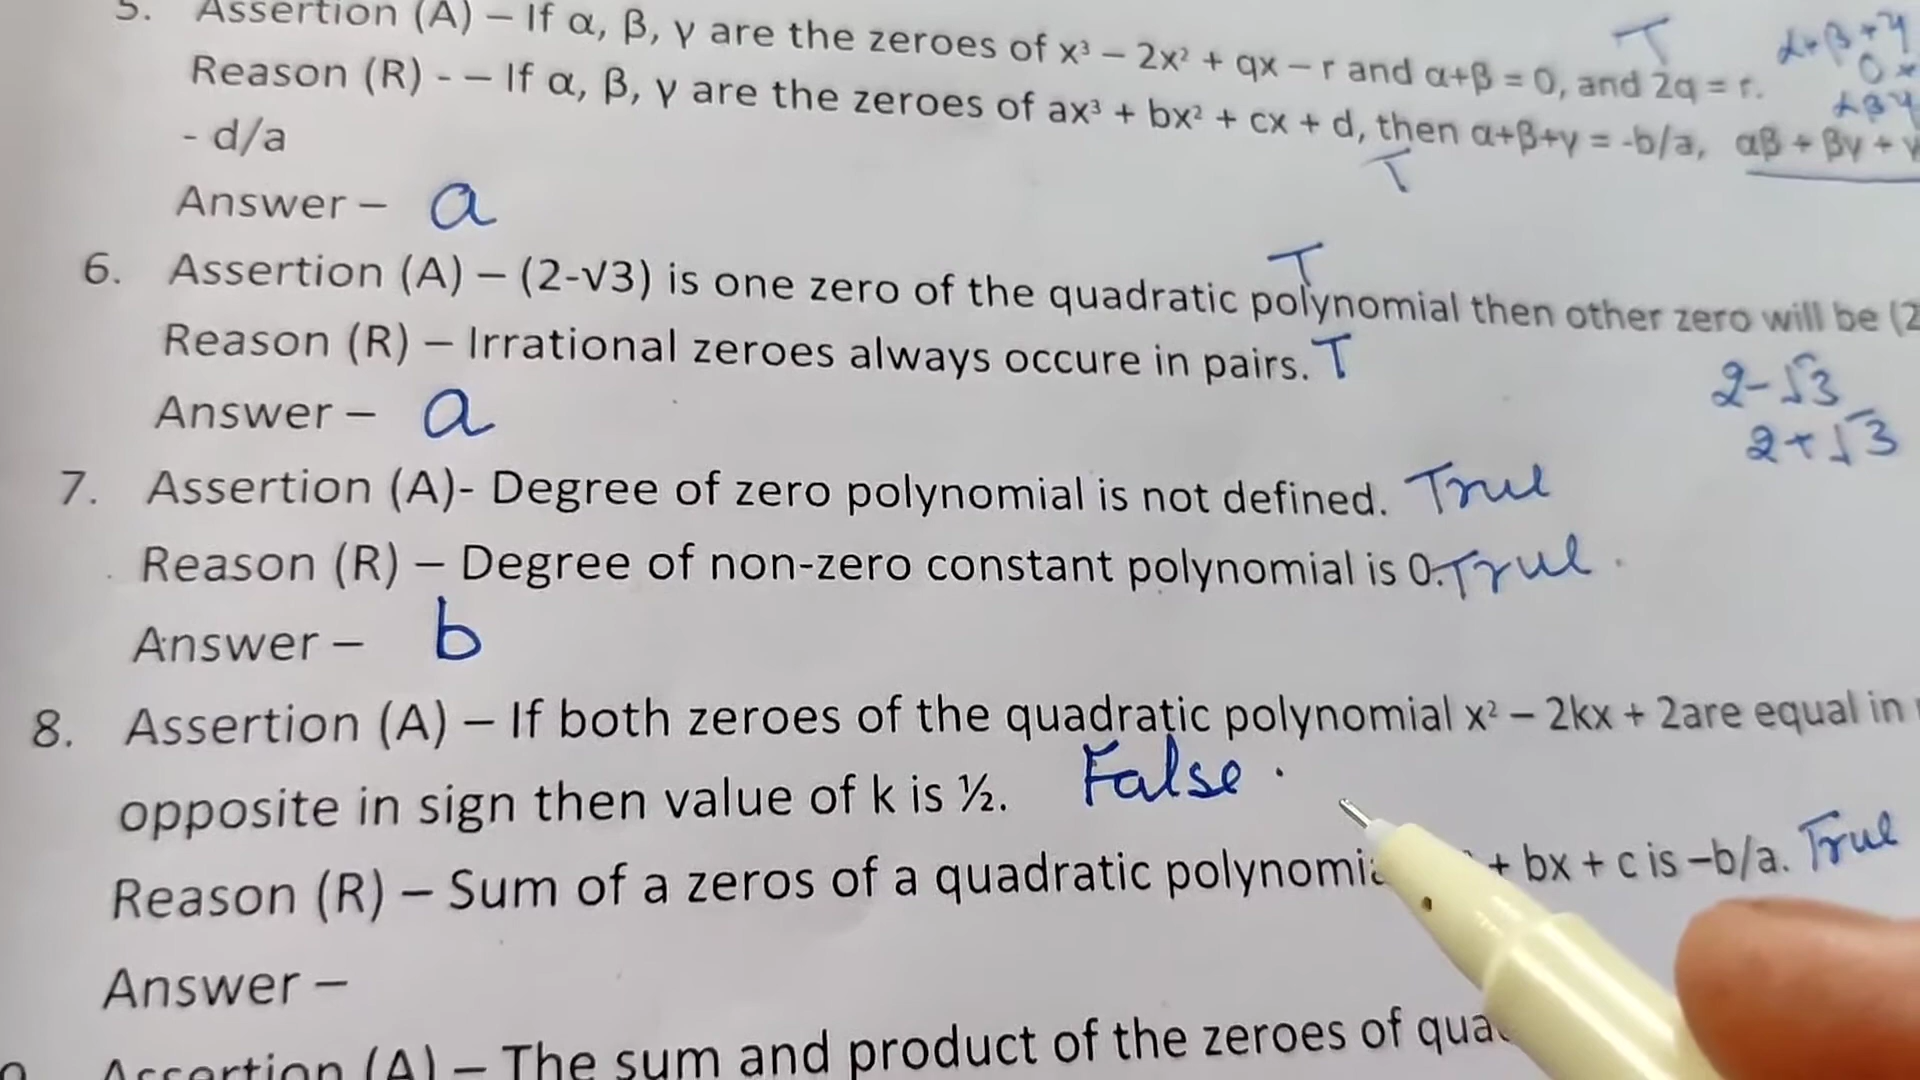 5. Assertion (A) – If α, β, γ are the zeroes of x³ – 2x² + qx – r and α+β = 0, and 2q = r. T
α+β+γ
0
Reason (R) - – If α, β, γ are the zeroes of ax³ + bx² + cx + d, then α+β+γ = -b/a, αβ + βγ +
αβγ
- d/a T
Answer – a
6. Assertion (A) – (2-√3) is one zero of the quadratic polynomial then other zero will be (2 T
Reason (R) – Irrational zeroes always occure in pairs. T
2-√3
Answer – a
2+√3
7. Assertion (A)- Degree of zero polynomial is not defined. True
Reason (R) – Degree of non-zero constant polynomial is 0. True.
Answer – b
8. Assertion (A) – If both zeroes of the quadratic polynomial x² – 2kx + 2are equal in
opposite in sign then value of k is ½. False.
Reason (R) – Sum of a zeros of a quadratic + bx + c is –b/a. True
Answer –
Assertion (A) – The sum and product of the zeroes of